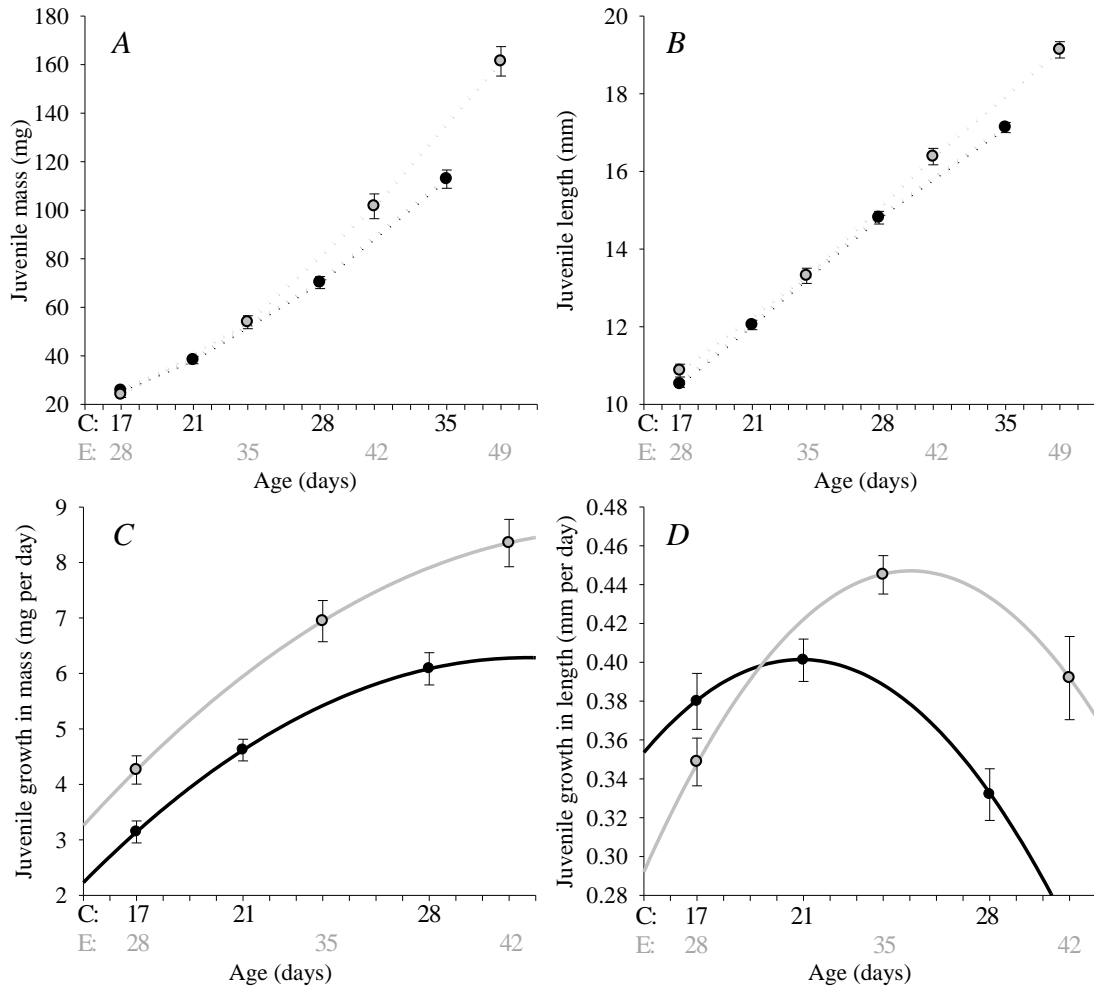 A
Juvenile mass (mg)
180
160
140
120
100
80
60
40
20
C: 17 21 28 35
E: 28 35 42 49
Age (days)
B
Juvenile length (mm)
20
18
16
14
12
10
C: 17 21 28 35
E: 28 35 42 49
Age (days)
C
Juvenile growth in mass (mg per day)
9
8
7
6
5
4
3
2
C: 17 21 28
E: 28 35 42
Age (days)
D
Juvenile growth in length (mm per day)
0.48
0.46
0.44
0.42
0.40
0.38
0.36
0.34
0.32
0.30
0.28
C: 17 21 28
E: 28 35 42
Age (days)